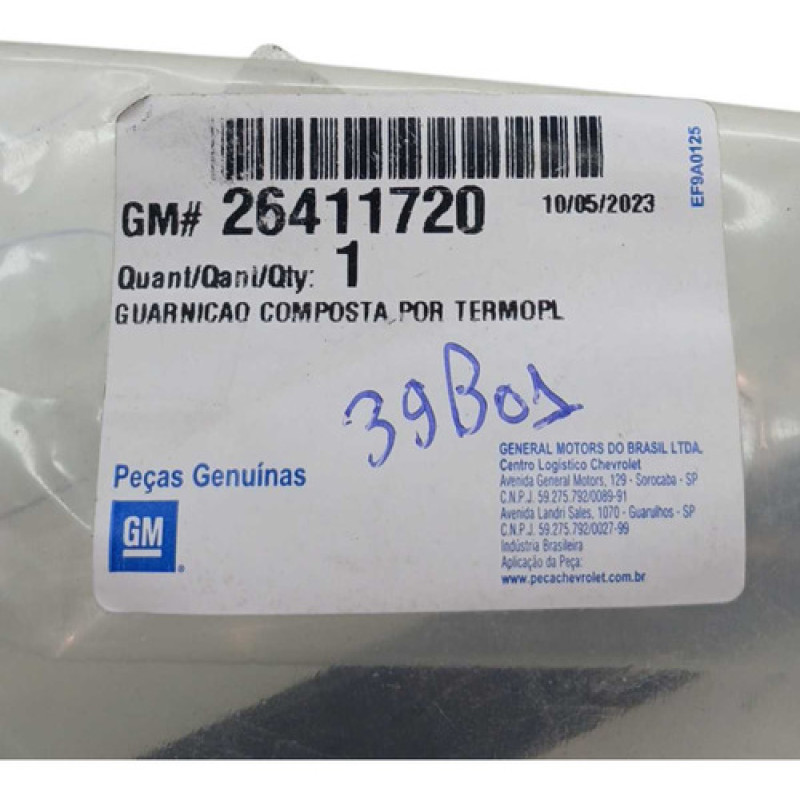 EF9A0125
GM# 26411720 10/05/2023
Quant/Qant/Qty: 1
GUARNICAO COMPOSTA POR TERMOPL
39B01
Peças Genuínas
GM
GENERAL MOTORS DO BRASIL LTDA.
Centro Logístico Chevrolet
Avenida General Motors, 129 - Sorocaba - SP
C.N.P.J. 59.275.792/0089-91
Avenida Landri Sales, 1070 - Guarulhos - SP
C.N.P.J. 59.275.792/0027-99
Indústria Brasileira
Aplicação da Peça:
www.pecachevrolet.com.br